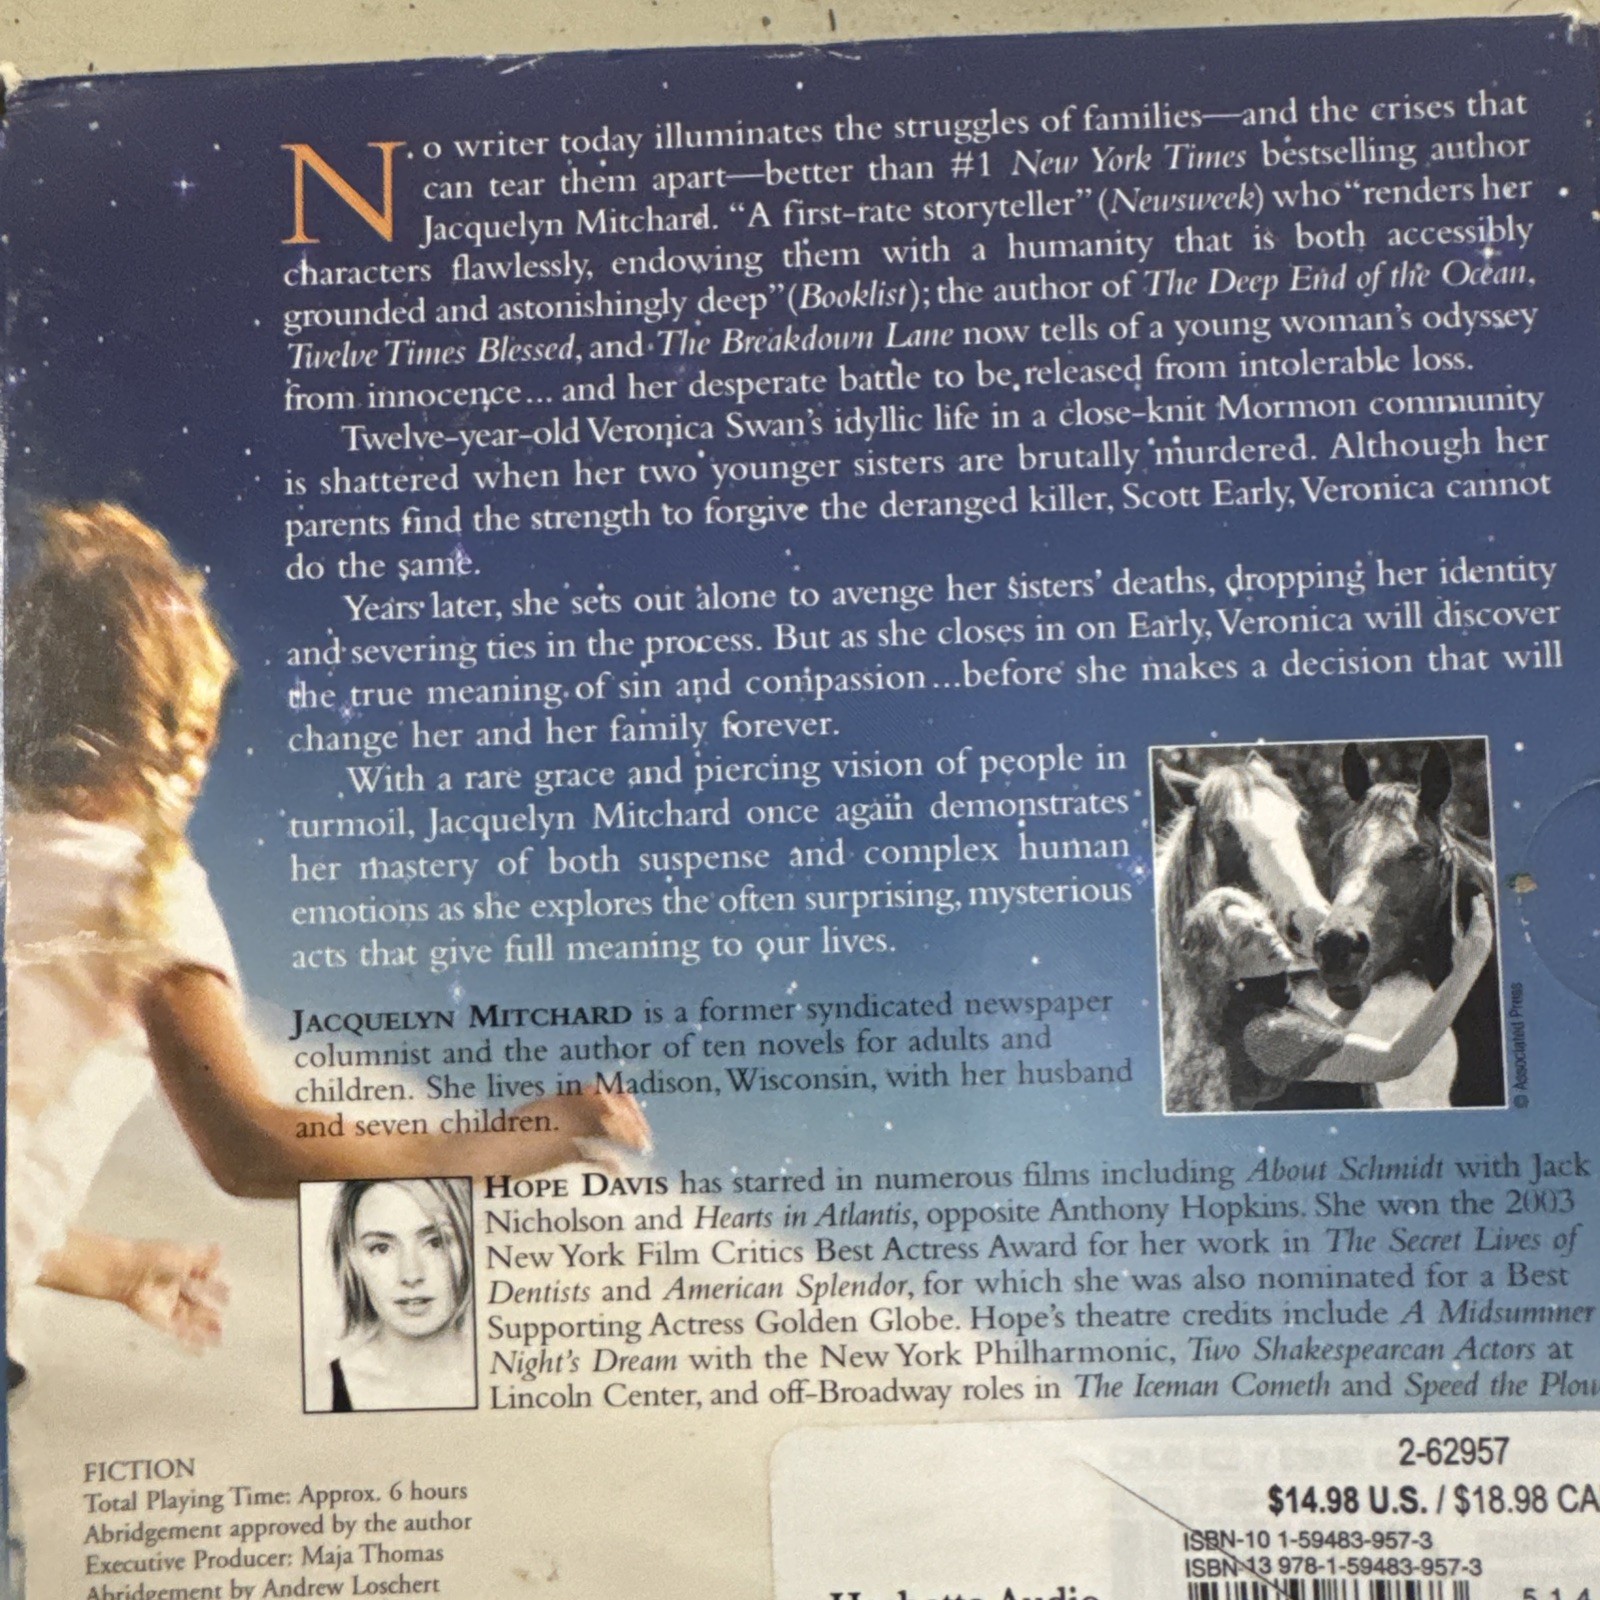 No writer today illuminates the struggles of families—and the crises that
can tear them apart—better than #1 New York Times bestselling author
Jacquelyn Mitchard. “A first-rate storyteller” (Newsweek) who “renders her
characters flawlessly, endowing them with a humanity that is both accessibly
grounded and astonishingly deep” (Booklist); the author of The Deep End of the Ocean,
Twelve Times Blessed, and The Breakdown Lane now tells of a young woman’s odyssey
from innocence... and her desperate battle to be released from intolerable loss.
Twelve-year-old Veronica Swan’s idyllic life in a close-knit Mormon community
is shattered when her two younger sisters are brutally murdered. Although her
parents find the strength to forgive the deranged killer, Scott Early, Veronica cannot
do the same.
Years later, she sets out alone to avenge her sisters’ deaths, dropping her identity
and severing ties in the process. But as she closes in on Early, Veronica will discover
the true meaning of sin and compassion...before she makes a decision that will
change her and her family forever.
With a rare grace and piercing vision of people in
turmoil, Jacquelyn Mitchard once again demonstrates
her mastery of both suspense and complex human
emotions as she explores the often surprising, mysterious
acts that give full meaning to our lives.
© Associated Press
JACQUELYN MITCHARD is a former syndicated newspaper
columnist and the author of ten novels for adults and
children. She lives in Madison, Wisconsin, with her husband
and seven children.
HOPE DAVIS has starred in numerous films including About Schmidt with Jack
Nicholson and Hearts in Atlantis, opposite Anthony Hopkins. She won the 2003
New York Film Critics Best Actress Award for her work in The Secret Lives of
Dentists and American Splendor, for which she was also nominated for a Best
Supporting Actress Golden Globe. Hope’s theatre credits include A Midsummer
Night’s Dream with the New York Philharmonic, Two Shakespearean Actors at
Lincoln Center, and off-Broadway roles in The Iceman Cometh and Speed the Plow
FICTION
Total Playing Time: Approx. 6 hours
Abridgement approved by the author
Executive Producer: Maja Thomas
Abridgement by Andrew Loschert
2-62957
$14.98 U.S. / $18.98 CA
ISBN-10 1-59483-957-3
ISBN-13 978-1-59483-957-3
Hachette Audio
5 1 4